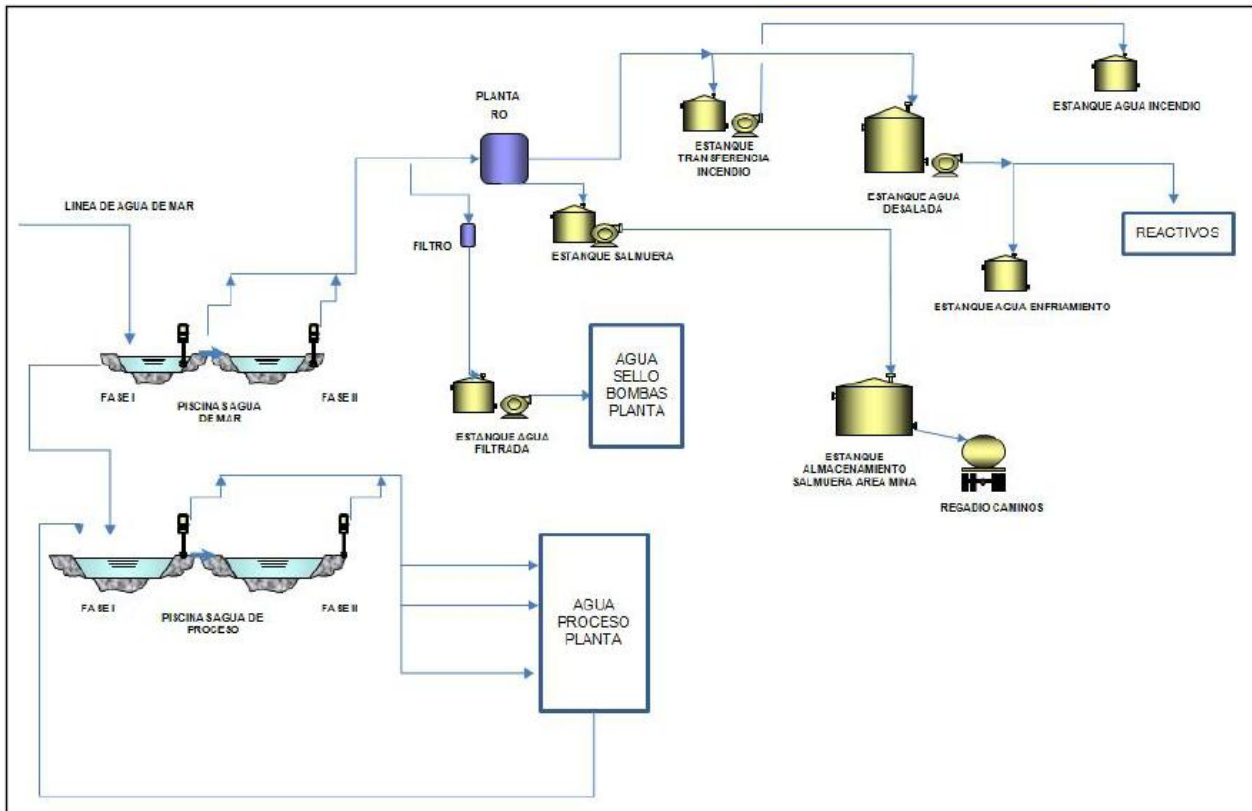 PLANTA
RO
ESTANQUE AGUA INCENDIO
ESTANQUE
TRANSFERENCIA
INCENDIO
ESTANQUE AGUA
DESALADA
LINEA DE AGUA DE MAR
FILTRO
ESTANQUE SALMUERA
REACTIVOS
ESTANQUE AGUA ENFRIAMIENTO
FASE I
PISCINAS AGUA
DE MAR
FASE II
AGUA
SELLO
BOMBAS
PLANTA
ESTANQUE AGUA
FILTRADA
ESTANQUE
ALMACENAMIENTO
SALMUERA AREA MINA
REGADIO CAMINOS
FASE I
PISCINAS AGUA DE
PROCESO
FASE II
AGUA
PROCESO
PLANTA